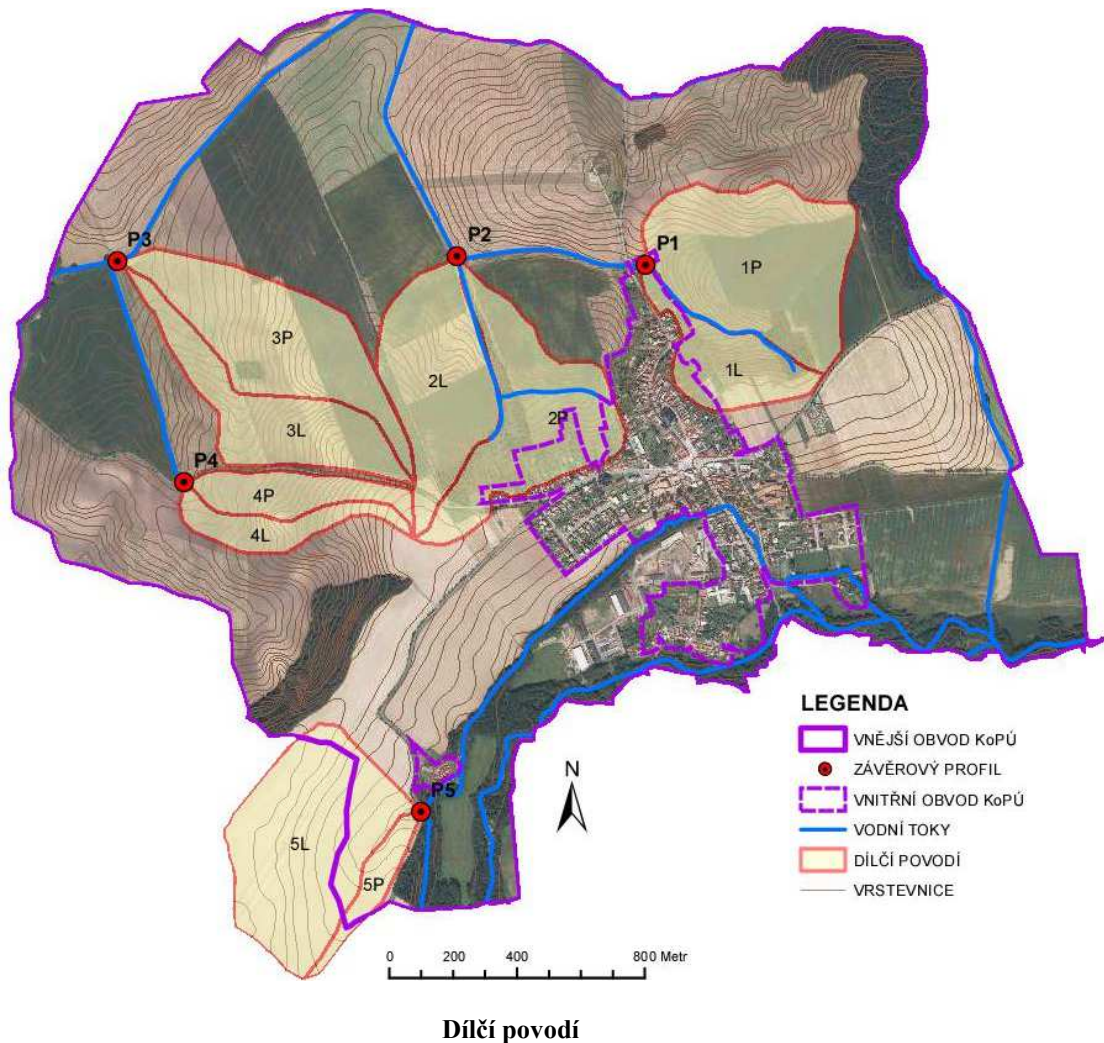 P3
P2
P1
1P
3P
2L
1L
2P
3L
P4
4P
4L
LEGENDA
VNĚJŠÍ OBVOD KoPÚ
ZÁVĚROVÝ PROFIL
VNITŘNÍ OBVOD KoPÚ
VODNÍ TOKY
DÍLČÍ POVODÍ
VRSTEVNICE
N
P5
5L
5P
0 200 400 800 Metr
Dílčí povodí